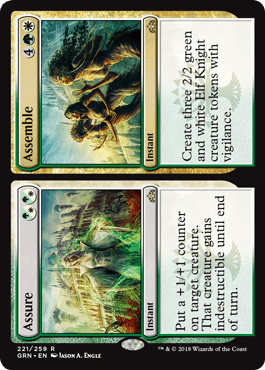 Assure
Instant
Put a +1/+1 counter
on target creature.
That creature gains
indestructible until end
of turn.
Assemble
4
Instant
Create three 2/2 green
and white Elf Knight
creature tokens with
vigilance.
221/259 R
GRN • EN JASON A. ENGLE
™ & © 2018 Wizards of the Coast